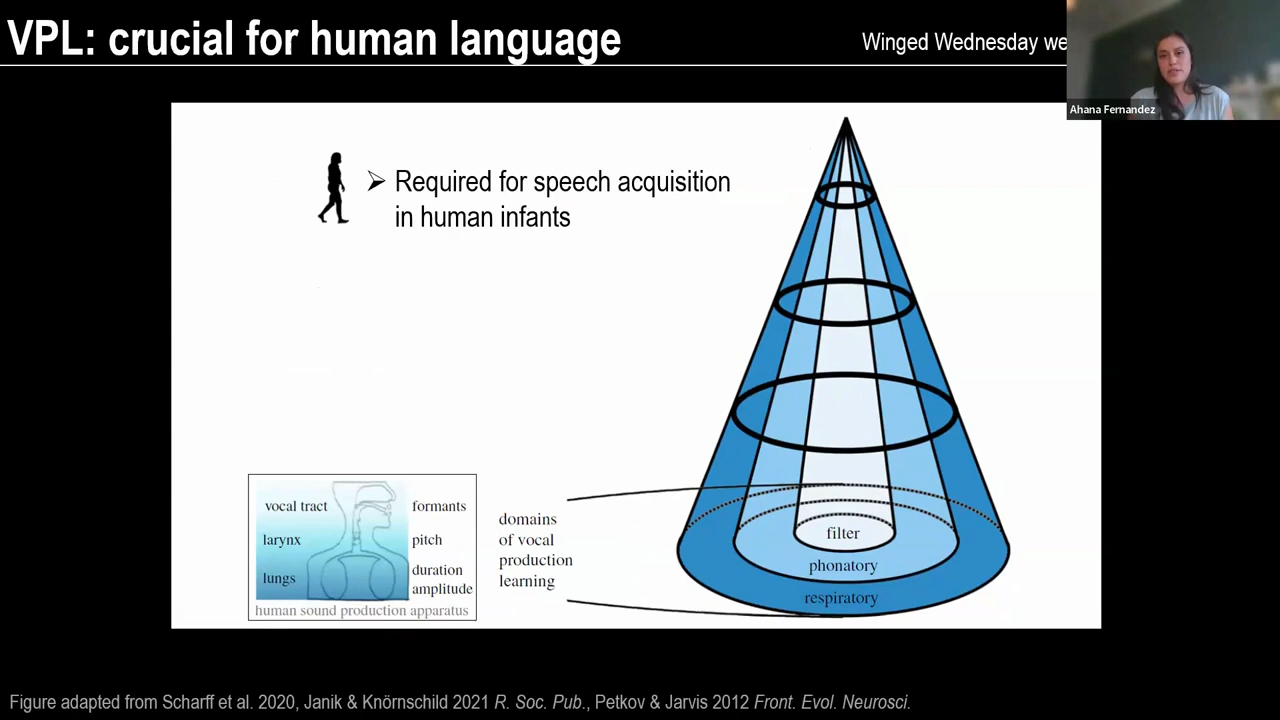 VPL: crucial for human language
Winged Wednesday we
Ahana Fernandez
➢ Required for speech acquisition
in human infants
vocal tract
formants
larynx
pitch
lungs
duration
amplitude
human sound production apparatus
domains
of vocal
production
learning
filter
phonatory
respiratory
Figure adapted from Scharff et al. 2020, Janik & Knörnschild 2021 R. Soc. Pub., Petkov & Jarvis 2012 Front. Evol. Neurosci.